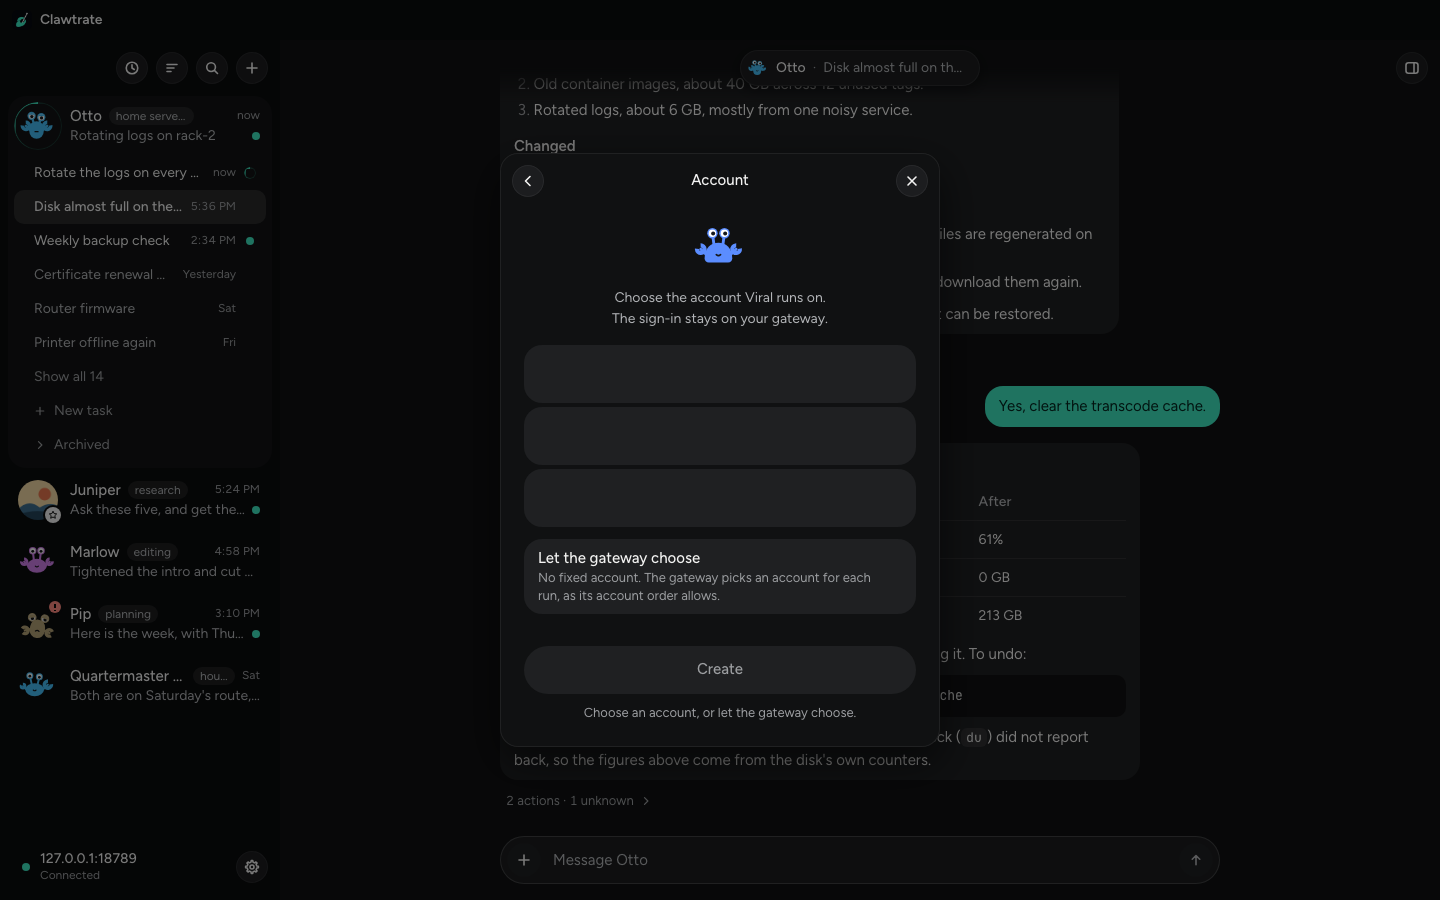 Clawtrate
Otto home serve... now
Rotating logs on rack-2
Rotate the logs on every ... now
Disk almost full on the... 5:36 PM
Weekly backup check 2:34 PM
Certificate renewal ... Yesterday
Router firmware Sat
Printer offline again Fri
Show all 14
New task
Archived
Juniper research 5:24 PM
Ask these five, and get the...
Marlow editing 4:58 PM
Tightened the intro and cut ...
Pip planning 3:10 PM
Here is the week, with Thu...
Quartermaster ... hou... Sat
Both are on Saturday's route,...
127.0.0.1:18789
Connected
Otto · Disk almost full on th...
2. Old container images, about 40 GB across 12 unused tags.
3. Rotated logs, about 6 GB, mostly from one noisy service.
Changed
iles are regenerated on
download them again.
can be restored.
Yes, clear the transcode cache.
After
61%
0 GB
213 GB
g it. To undo:
che
ck ( du ) did not report
back, so the figures above come from the disk's own counters.
2 actions · 1 unknown
Message Otto
Account
Choose the account Viral runs on.
The sign-in stays on your gateway.
Let the gateway choose
No fixed account. The gateway picks an account for each
run, as its account order allows.
Create
Choose an account, or let the gateway choose.